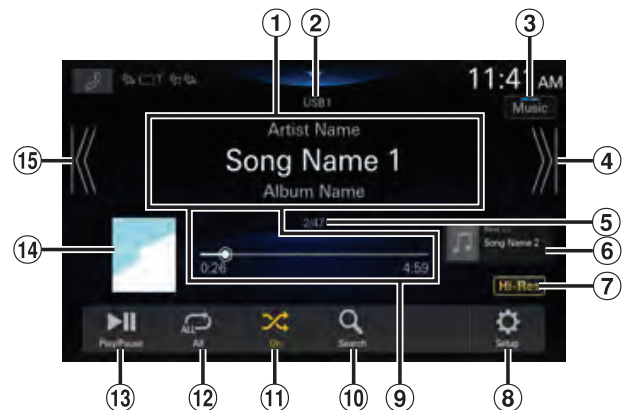 1 2 3
11:41 AM
USB1
Music
Artist Name
Song Name 1
Album Name
15 4
2/47
5
Song Name 2
6
14
0:26 4:59
Hi-Res
7
ALL
Play/Pause All On Search Setup
13 12 11 10 9 8